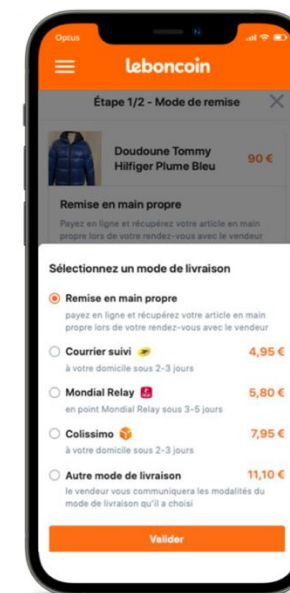 Optus
leboncoin
Étape 1/2 - Mode de remise
Doudoune Tommy
Hilfiger Plume Bleu
90 €
Remise en main propre
Payez en ligne et récupérez votre article en main
propre lors de votre rendez-vous avec le vendeur
Sélectionnez un mode de livraison
Remise en main propre
payez en ligne et récupérez votre article en main
propre lors de votre rendez-vous avec le vendeur
Courrier suivi 4,95 €
à votre domicile sous 2-3 jours
Mondial Relay 5,80 €
en point Mondial Relay sous 3-5 jours
Colissimo 7,95 €
à votre domicile sous 2-3 jours
Autre mode de livraison 11,10 €
le vendeur vous communiquera les modalités du
mode de livraison qu'il a choisi
Valider